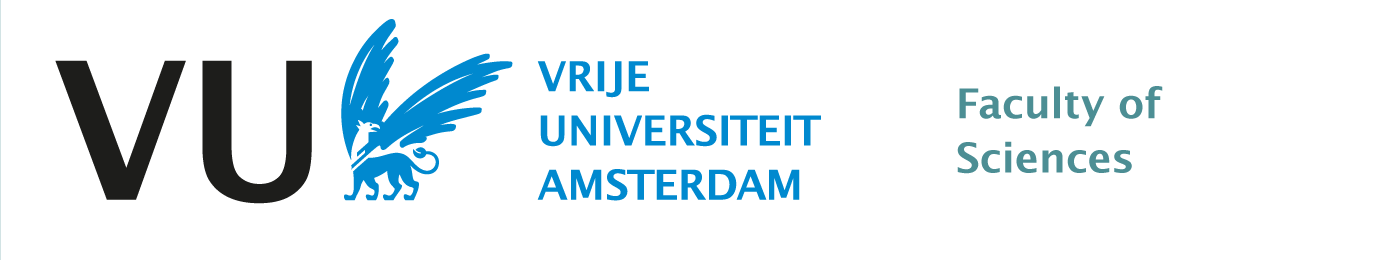 VU
VRIJE
UNIVERSITEIT
AMSTERDAM
Faculty of
Sciences